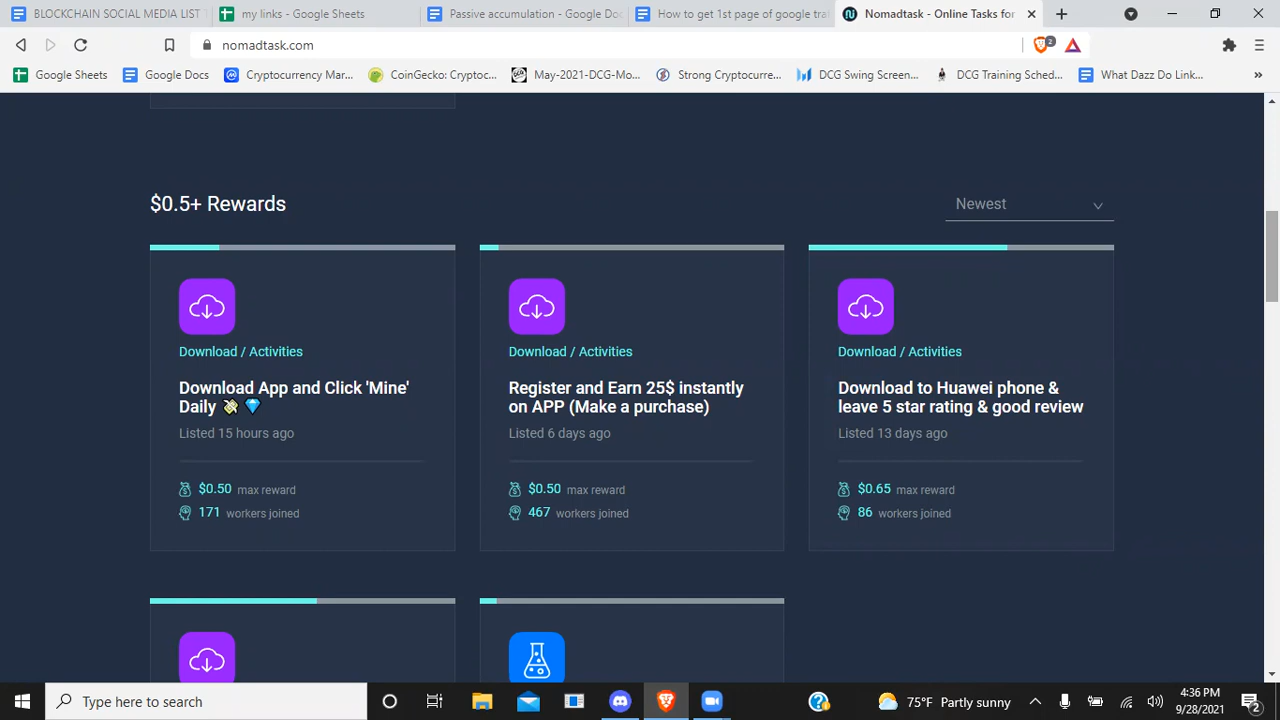 BLOCKCHAIN SOCIAL MEDIA LIST
my links - Google Sheets
Passive accumulation - Google Doc
How to get 1st page of google tra
Nomadtask - Online Tasks for
nomadtask.com
2
Google Sheets
Google Docs
Cryptocurrency Mar...
CoinGecko: Cryptoc...
May-2021-DCG-Mo...
Strong Cryptocurre...
DCG Swing Screen...
DCG Training Sched...
What Dazz Do Link...
»
$0.5+ Rewards
Newest
Download / Activities
Download App and Click 'Mine'
Daily 💸 💎
Listed 15 hours ago
$0.50 max reward
171 workers joined
Download / Activities
Register and Earn 25$ instantly
on APP (Make a purchase)
Listed 6 days ago
$0.50 max reward
467 workers joined
Download / Activities
Download to Huawei phone &
leave 5 star rating & good review
Listed 13 days ago
$0.65 max reward
86 workers joined
Type here to search
75°F Partly sunny
4:36 PM
9/28/2021
2